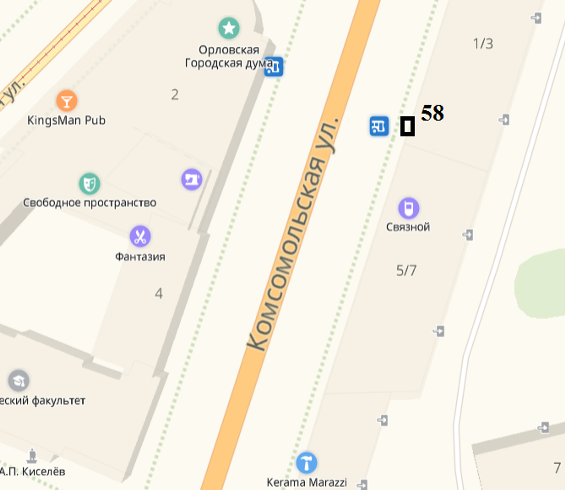 1/3
Орловская
Городская дума
2
58
KingsMan Pub
я ул.
Свободное пространство
Комсомольская ул.
Связной
Фантазия
5/7
4
еский факультет
А.П. Киселёв
Kerama Marazzi
7